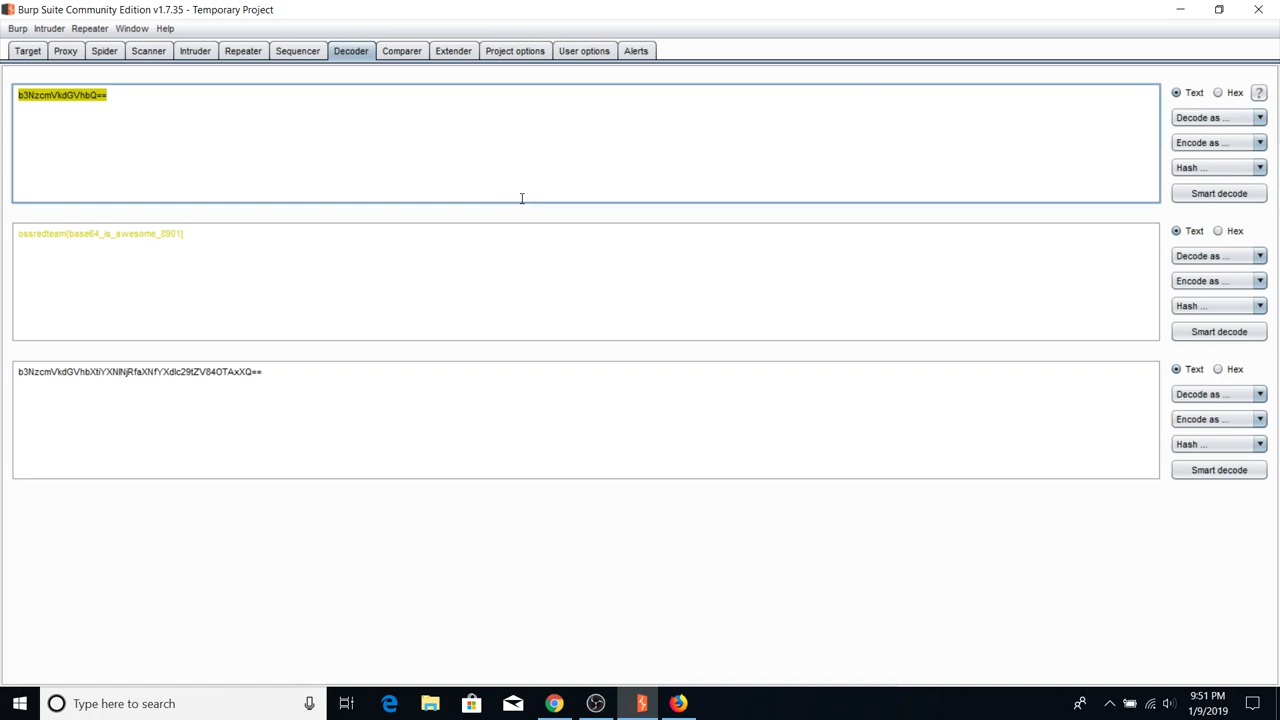 Burp Suite Community Edition v1.7.35 - Temporary Project
Burp Intruder Repeater Window Help
Target Proxy Spider Scanner Intruder Repeater Sequencer Decoder Comparer Extender Project options User options Alerts
b3NzcmVkdGVhbQ==
Text Hex ?
Decode as ...
Encode as ...
Hash ...
Smart decode
ossredteam[base64_is_awesome_8901]
Text Hex
Decode as ...
Encode as ...
Hash ...
Smart decode
b3NzcmVkdGVhbXtiYXNlNjRfaXNfYXdlc29tZV84OTAxXQ==
Text Hex
Decode as ...
Encode as ...
Hash ...
Smart decode
Type here to search
9:51 PM
1/9/2019